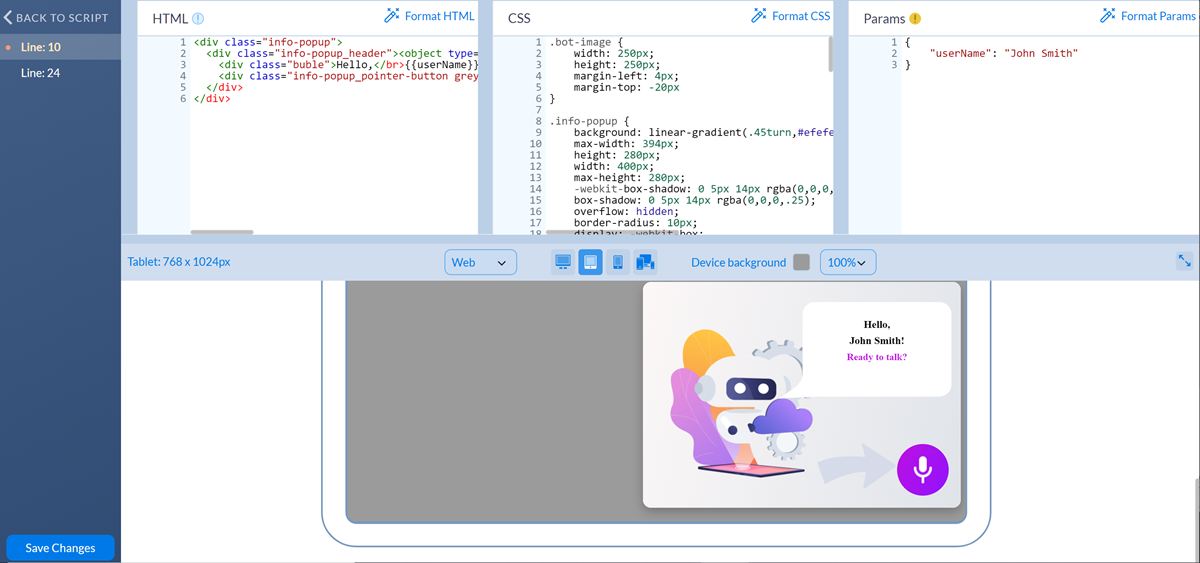 BACK TO SCRIPT
Line: 10
Line: 24
Save Changes
HTML
Format HTML
1 <div class="info-popup">
2 <div class="info-popup_header"><object type=
3 <div class="buble">Hello,</br>{{userName}}
4 <div class="info-popup_pointer-button grey
5 </div>
6 </div>
CSS
Format CSS
1 .bot-image {
2 width: 250px;
3 height: 250px;
4 margin-left: 4px;
5 margin-top: -20px
6 }
7
8 .info-popup {
9 background: linear-gradient(.45turn,#efefe
10 max-width: 394px;
11 height: 280px;
12 width: 400px;
13 max-height: 280px;
14 -webkit-box-shadow: 0 5px 14px rgba(0,0,0,
15 box-shadow: 0 5px 14px rgba(0,0,0,.25);
16 overflow: hidden;
17 border-radius: 10px;
18 display: -webkit-box;
Params
Format Params
1 {
2 "userName": "John Smith"
3 }
Tablet: 768 x 1024px
Web
Device background
100%
Hello,
John Smith!
Ready to talk?